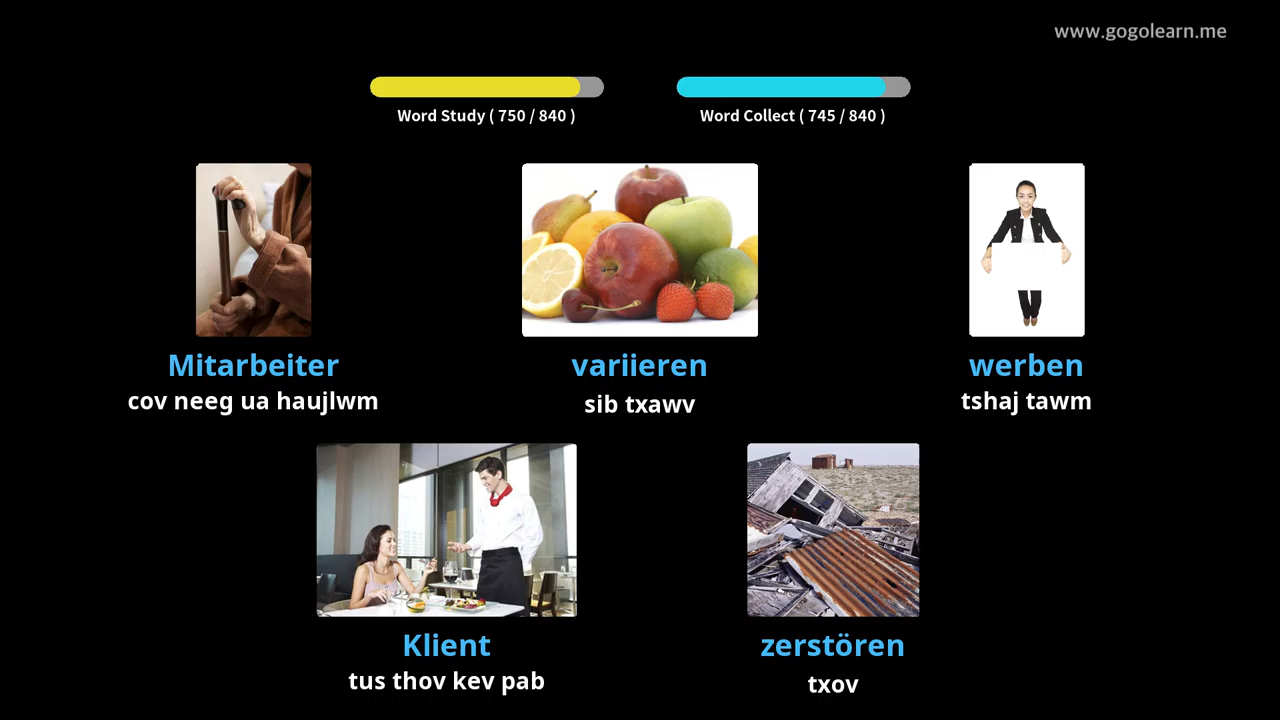 www.gogolearn.me
Word Study ( 750 / 840 )
Word Collect ( 745 / 840 )
Mitarbeiter
cov neeg ua haujlwm
variieren
sib txawv
werben
tshaj tawm
Klient
tus thov kev pab
zerstören
txov